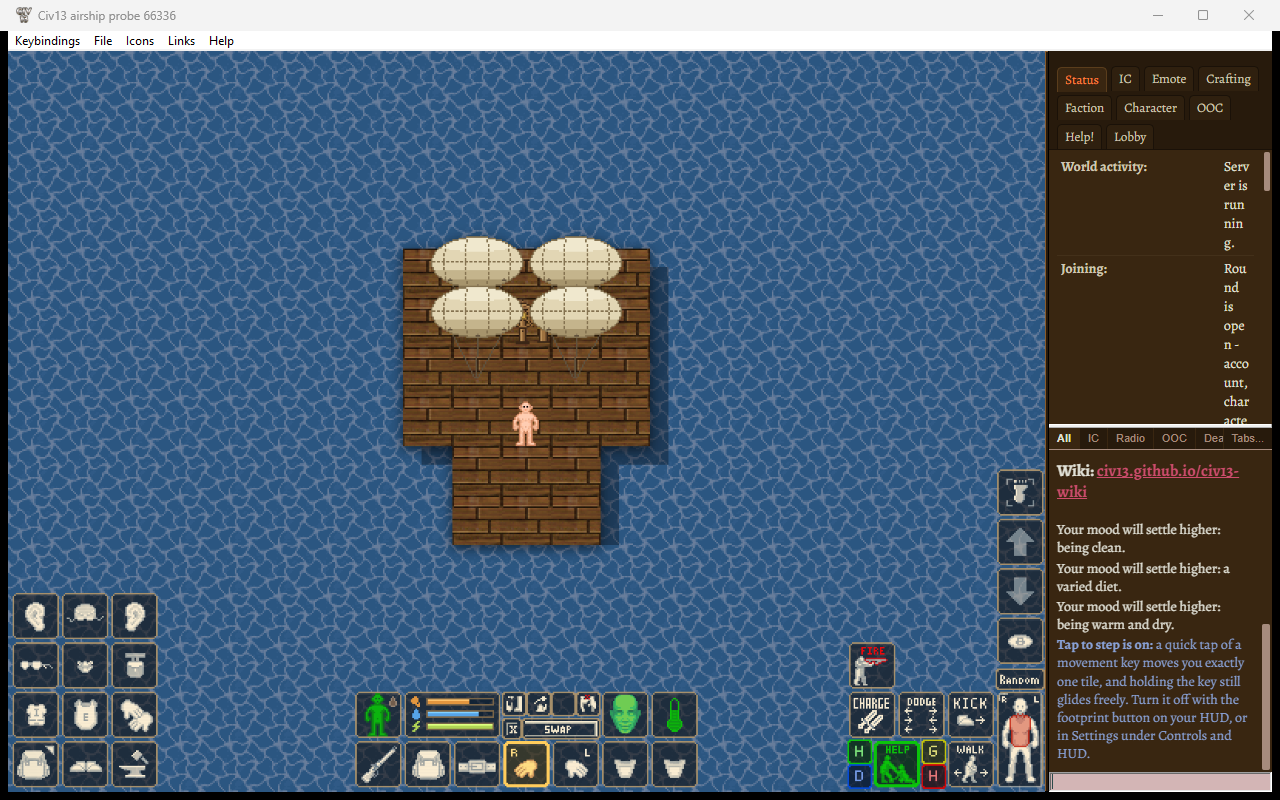 Civ13 airship probe 66336
Keybindings File Icons Links Help
Status IC Emote Crafting
Faction Character OOC
Help! Lobby
World activity:
Serv
er is
run
nin
g.
Joining:
Rou
nd
is
ope
n -
acco
unt,
char
acte
All IC Radio OOC Dea Tabs...
Wiki: civ13.github.io/civ13-
wiki
Your mood will settle higher:
being clean.
Your mood will settle higher: a
varied diet.
Your mood will settle higher:
being warm and dry.
Tap to step is on: a quick tap of a
movement key moves you exactly
one tile, and holding the key still
glides freely. Turn it off with the
footprint button on your HUD, or
in Settings under Controls and
HUD.
FIRE
Random
CHARGE DODGE KICK
R L
X SWAP
E
R L
H HELP G WALK
D H